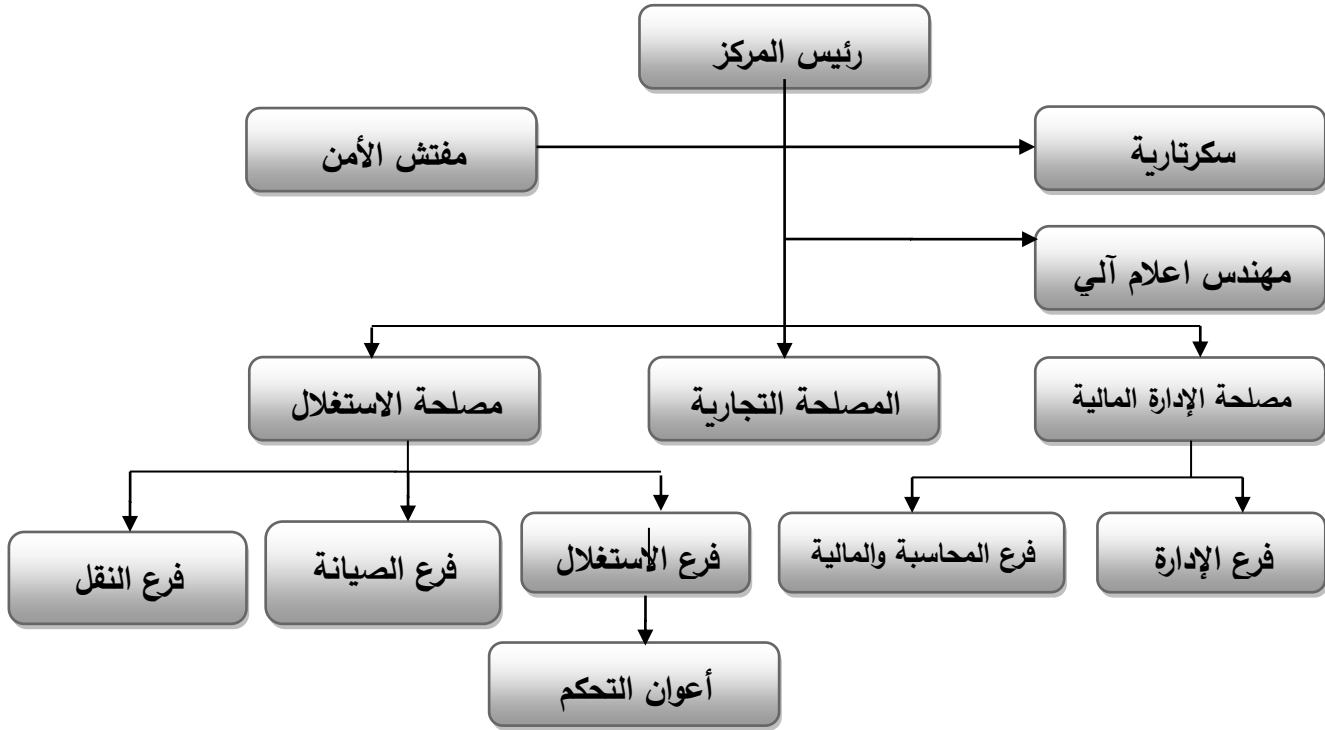 رئيس المركز
سكرتارية
مفتش الأمن
مهندس اعلام آلي
مصلحة الإدارة المالية
المصلحة التجارية
مصلحة الاستغلال
فرع الإدارة
فرع المحاسبة والمالية
فرع الاستغلال
فرع الصيانة
فرع النقل
أعوان التحكم